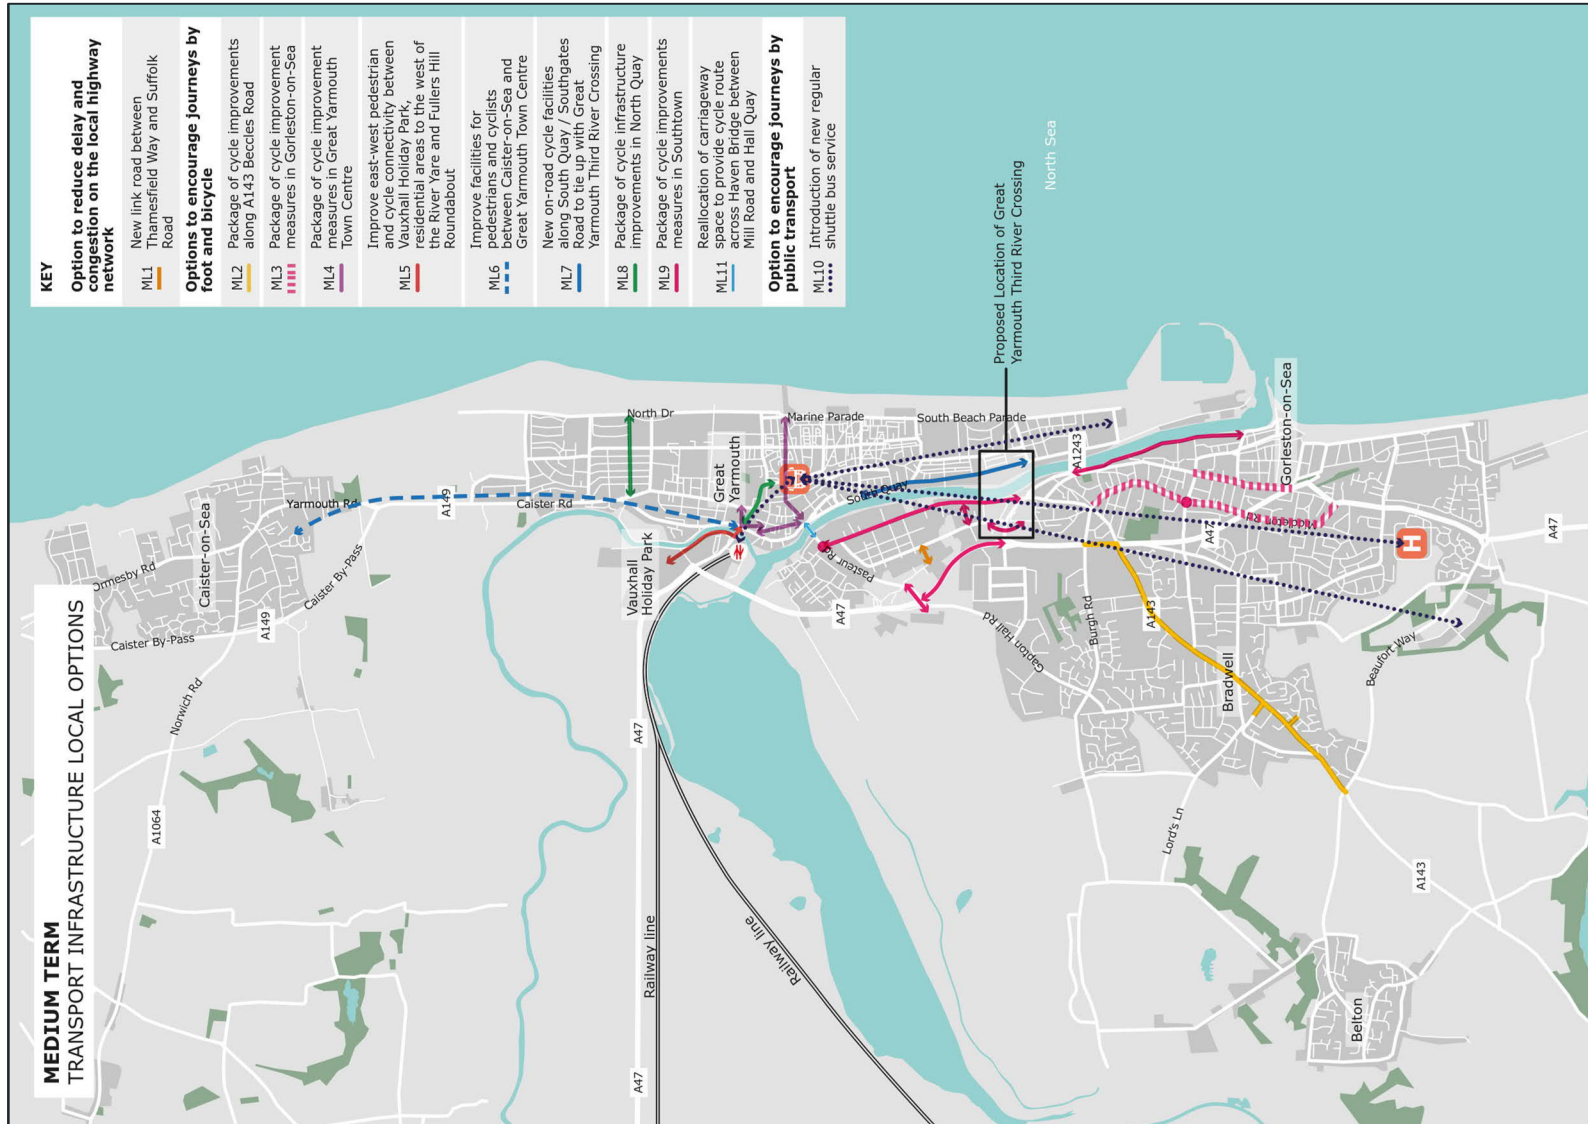 MEDIUM TERM
TRANSPORT INFRASTRUCTURE LOCAL OPTIONS
KEY
Option to reduce delay and
congestion on the local highway
network
ML1
New link road between
Thamesfield Way and Suffolk
Road
Options to encourage journeys by
foot and bicycle
ML2
Package of cycle improvements
along A143 Beccles Road
ML3
Package of cycle improvement
measures in Gorleston-on-Sea
ML4
Package of cycle improvement
measures in Great Yarmouth
Town Centre
ML5
Improve east-west pedestrian
and cycle connectivity between
Vauxhall Holiday Park,
residential areas to the west of
the River Yare and Fullers Hill
Roundabout
ML6
Improve facilities for
pedestrians and cyclists
between Caister-on-Sea and
Great Yarmouth Town Centre
ML7
New on-road cycle facilities
along South Quay / Southgates
Road to tie up with Great
Yarmouth Third River Crossing
ML8
Package of cycle infrastructure
improvements in North Quay
ML9
Package of cycle improvement
measures in Southtown
ML11
Reallocation of carriageway
space to provide cycle route
across Haven Bridge between
Mill Road and Hall Quay
Option to encourage journeys by
public transport
ML10
Introduction of new regular
shuttle bus service
Ormesby Rd
Caister-on-Sea
Yarmouth Rd
Caister By-Pass
A149
Caister By-Pass
Norwich Rd
A1064
A149
Caister Rd
North Dr
Great
Yarmouth
Marine Parade
South Beach Parade
South Quay
Vauxhall
Holiday Park
Pasteur Rd
A47
A47
A47
Railway line
Railway line
Proposed Location of Great
Yarmouth Third River Crossing
North Sea
A1243
Gorleston-on-Sea
Middleton Rd
A47
A47
H
Gapton Hall Rd
Burgh Rd
A143
Bradwell
Beaufort Way
Lord's Ln
A143
Belton